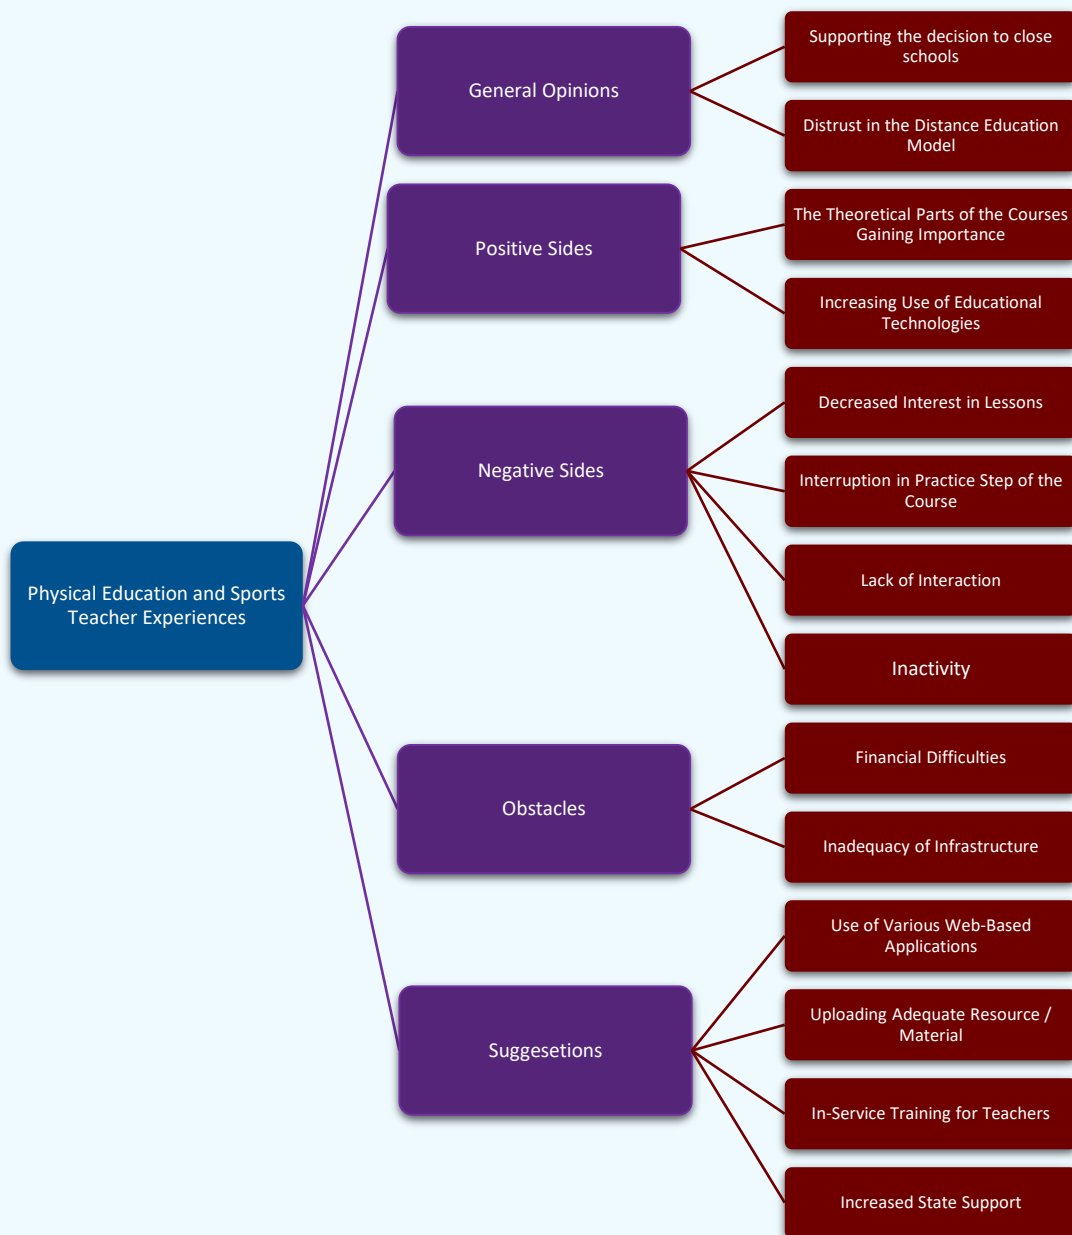 Physical Education and Sports
Teacher Experiences
General Opinions
Supporting the decision to close
schools
Distrust in the Distance Education
Model
Positive Sides
The Theoretical Parts of the Courses
Gaining Importance
Increasing Use of Educational
Technologies
Negative Sides
Decreased Interest in Lessons
Interruption in Practice Step of the
Course
Lack of Interaction
Inactivity
Obstacles
Financial Difficulties
Inadequacy of Infrastructure
Suggesetions
Use of Various Web-Based
Applications
Uploading Adequate Resource /
Material
In-Service Training for Teachers
Increased State Support